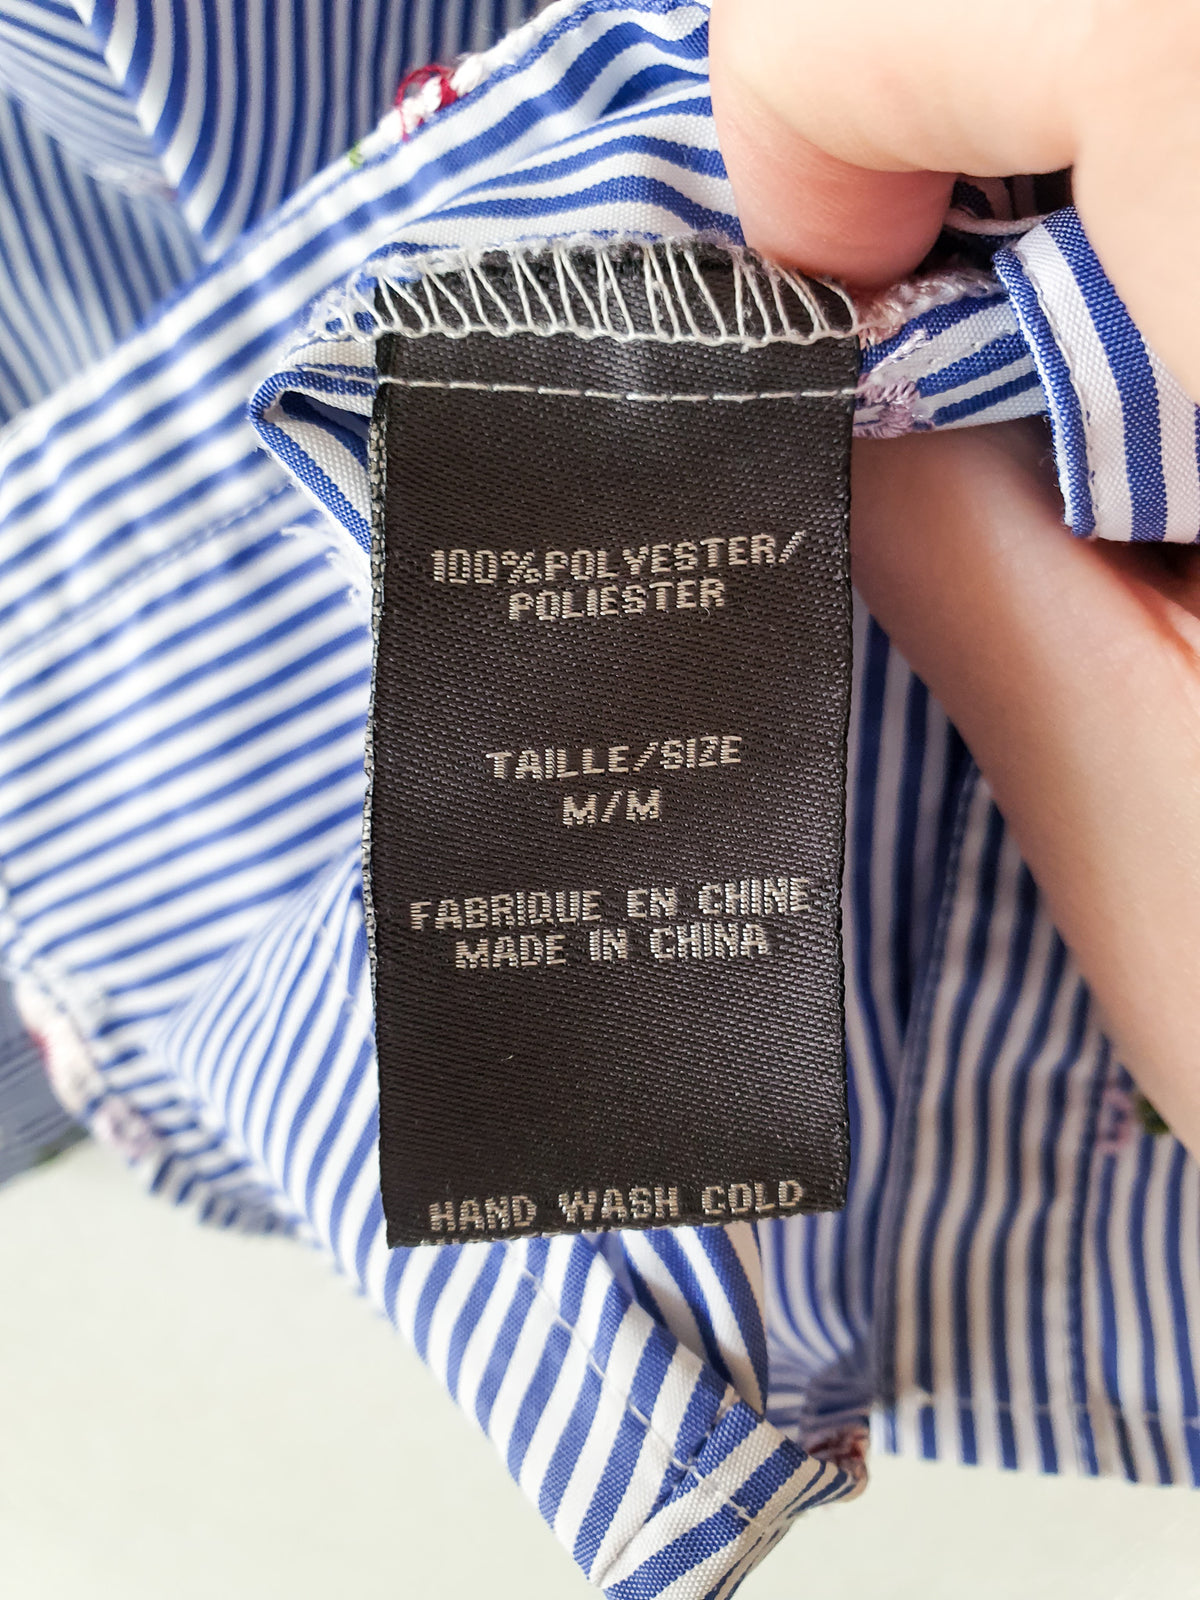 100%POLYESTER/
POLIESTER
TAILLE/SIZE
M/M
FABRIQUE EN CHINE
MADE IN CHINA
HAND WASH COLD